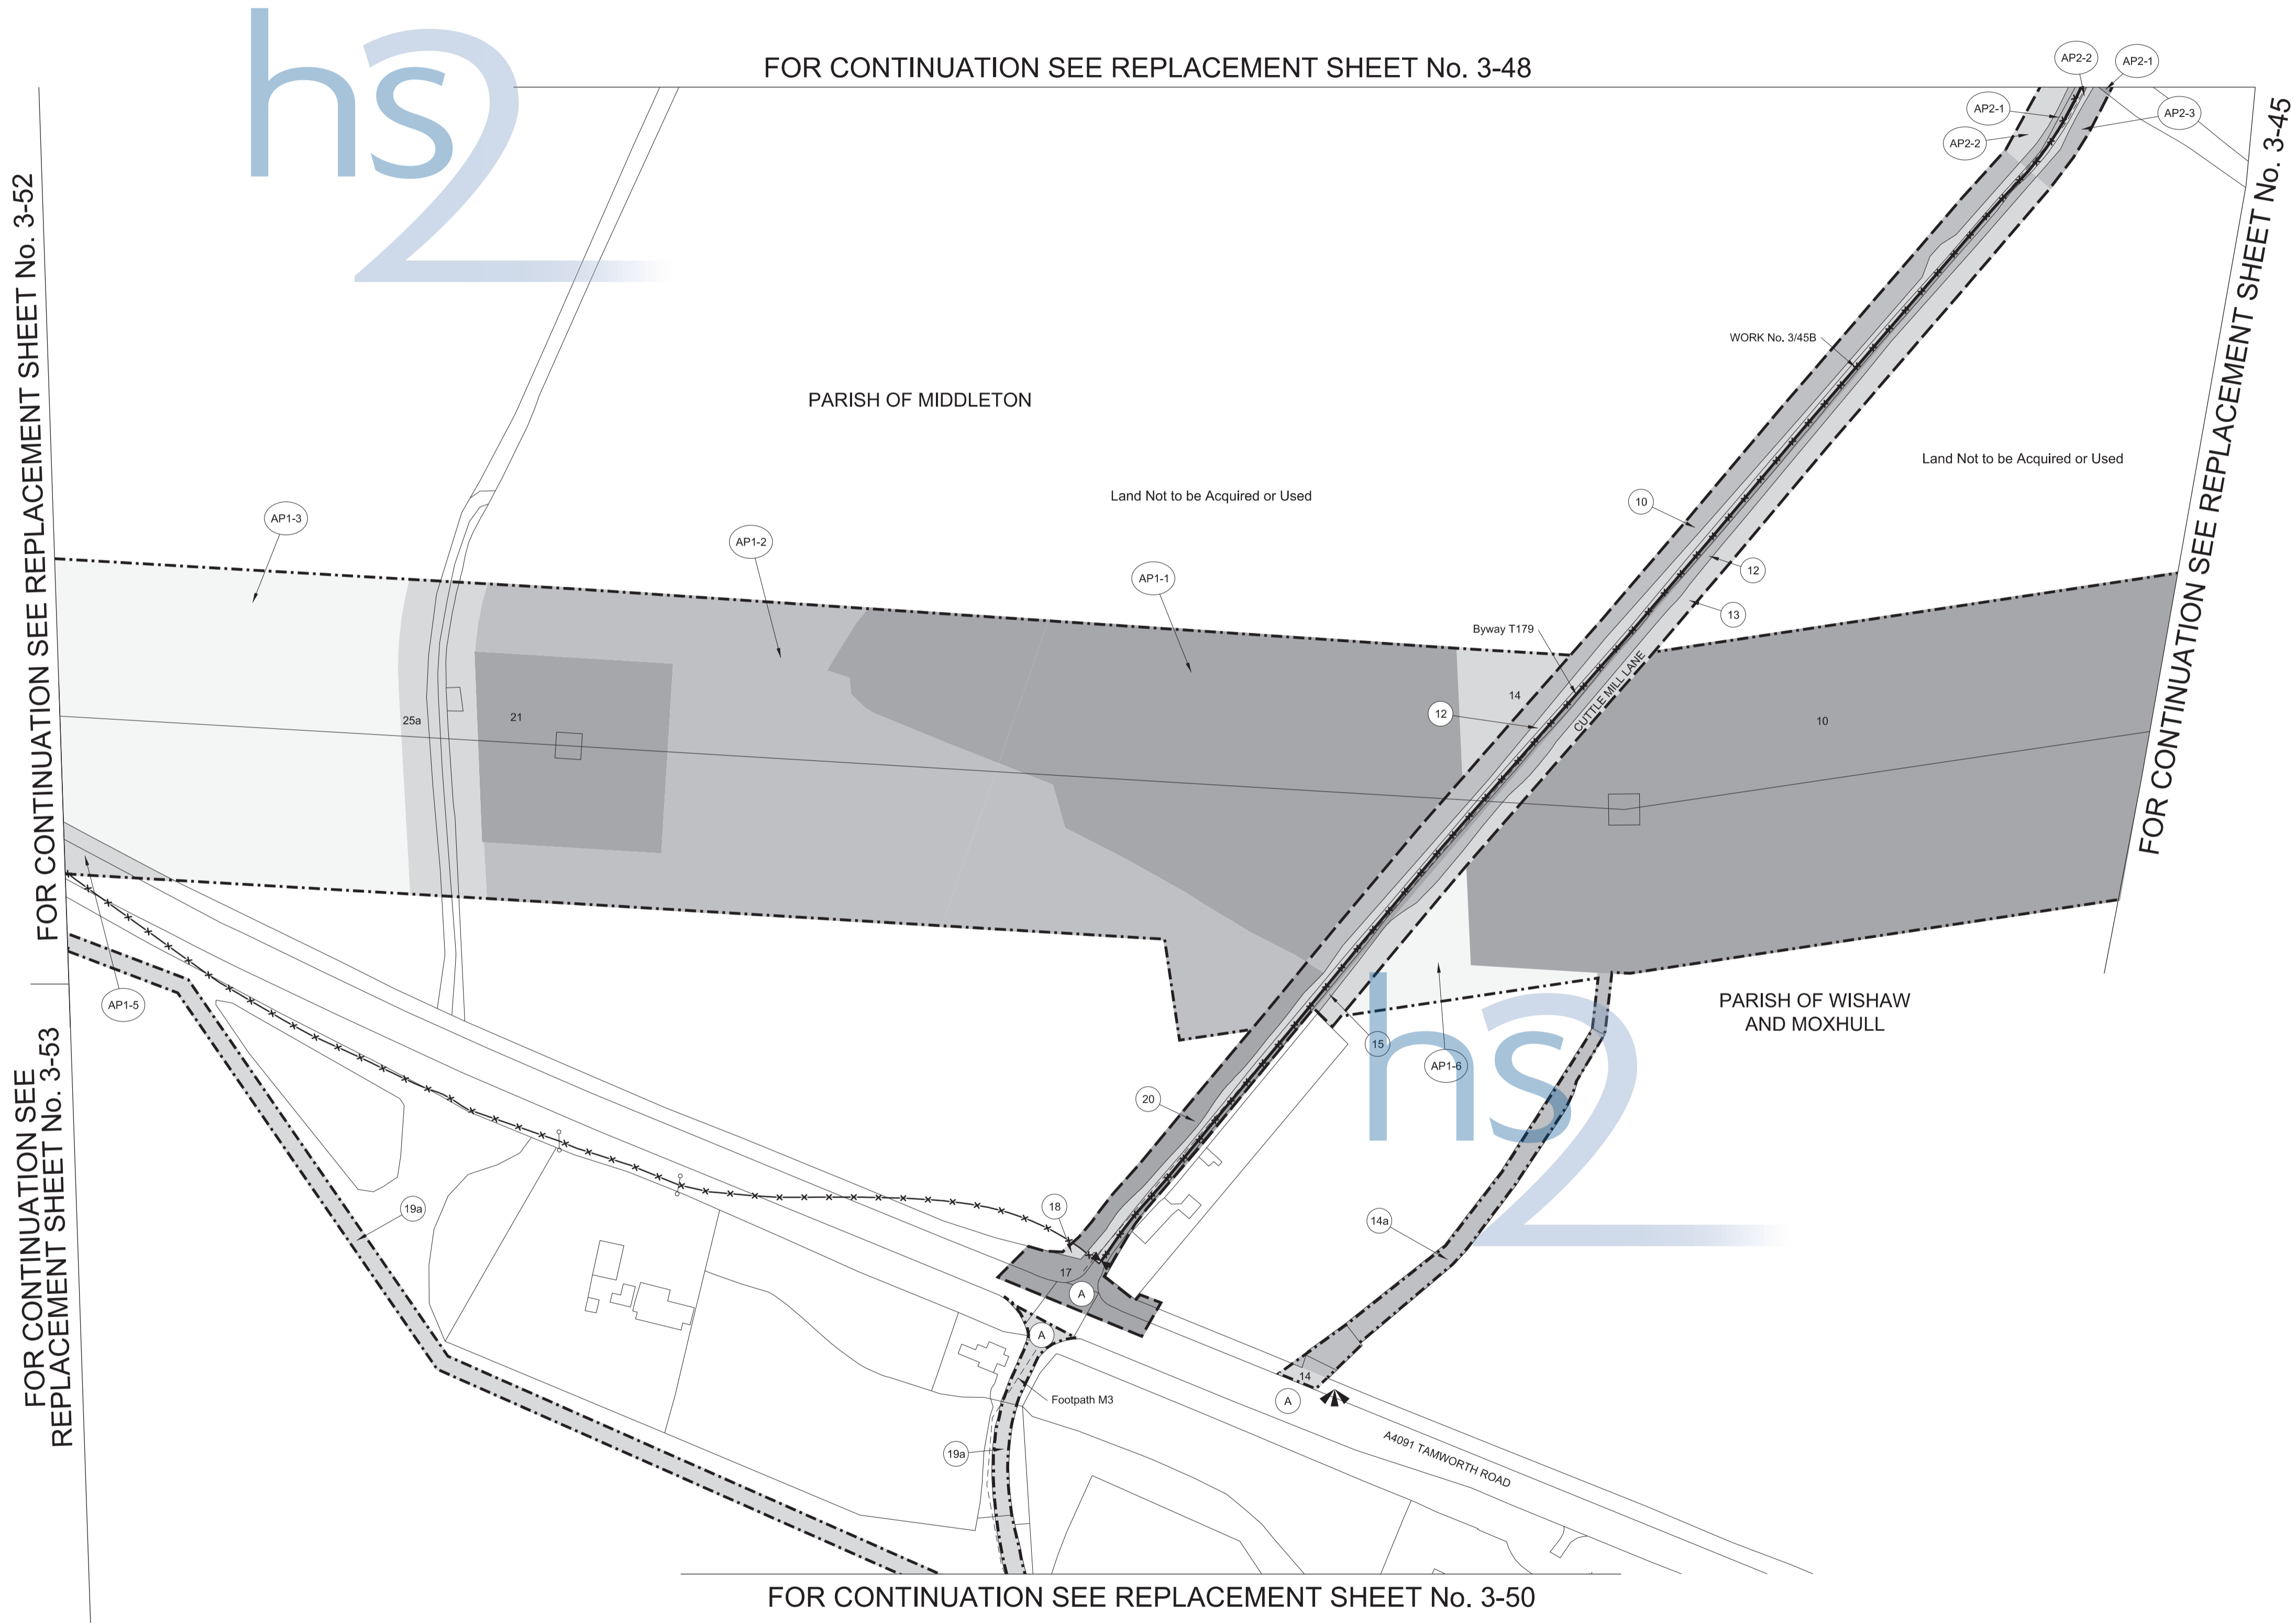 hs2
FOR CONTINUATION SEE REPLACEMENT SHEET No. 3-48
AP2-2
AP2-1
AP2-1
AP2-3
AP2-2
FOR CONTINUATION SEE REPLACEMENT SHEET No. 3-45
FOR CONTINUATION SEE REPLACEMENT SHEET No. 3-52
WORK No. 3/45B
PARISH OF MIDDLETON
Land Not to be Acquired or Used
Land Not to be Acquired or Used
10
AP1-3
AP1-2
AP1-1
12
13
Byway T179
CUTTLE MILL LANE
14
12
25a
21
10
AP1-5
PARISH OF WISHAW
AND MOXHULL
hs2
15
AP1-6
20
FOR CONTINUATION SEE
REPLACEMENT SHEET No. 3-53
19a
18
14a
17
A
A
14
A
Footpath M3
19a
A4091 TAMWORTH ROAD
FOR CONTINUATION SEE REPLACEMENT SHEET No. 3-50